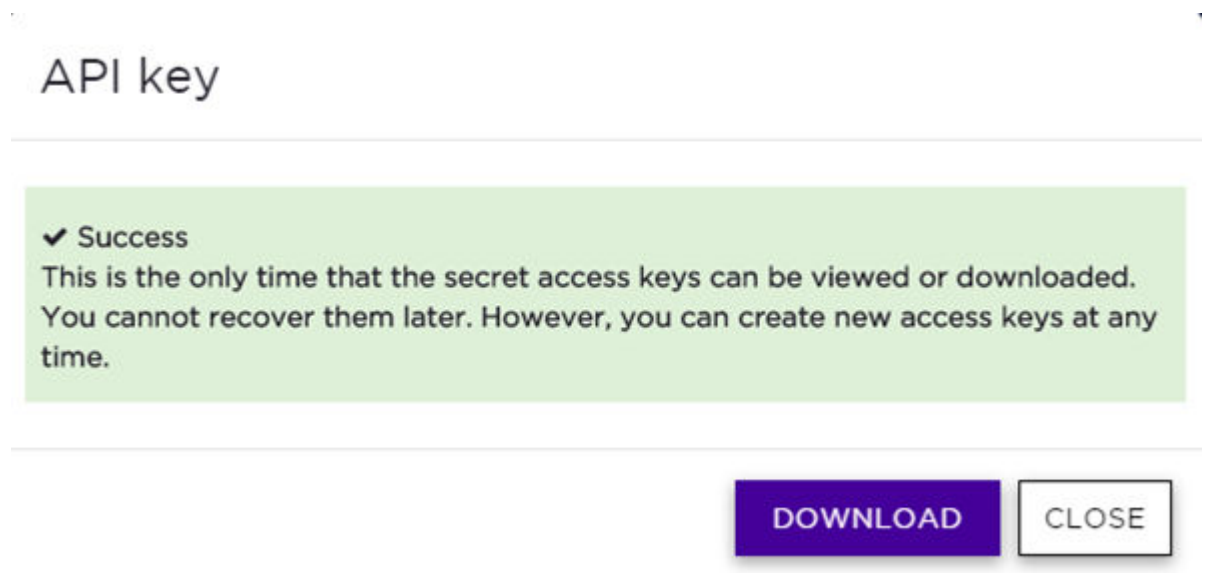 API key
✔ Success
This is the only time that the secret access keys can be viewed or downloaded.
You cannot recover them later. However, you can create new access keys at any
time.
DOWNLOAD
CLOSE